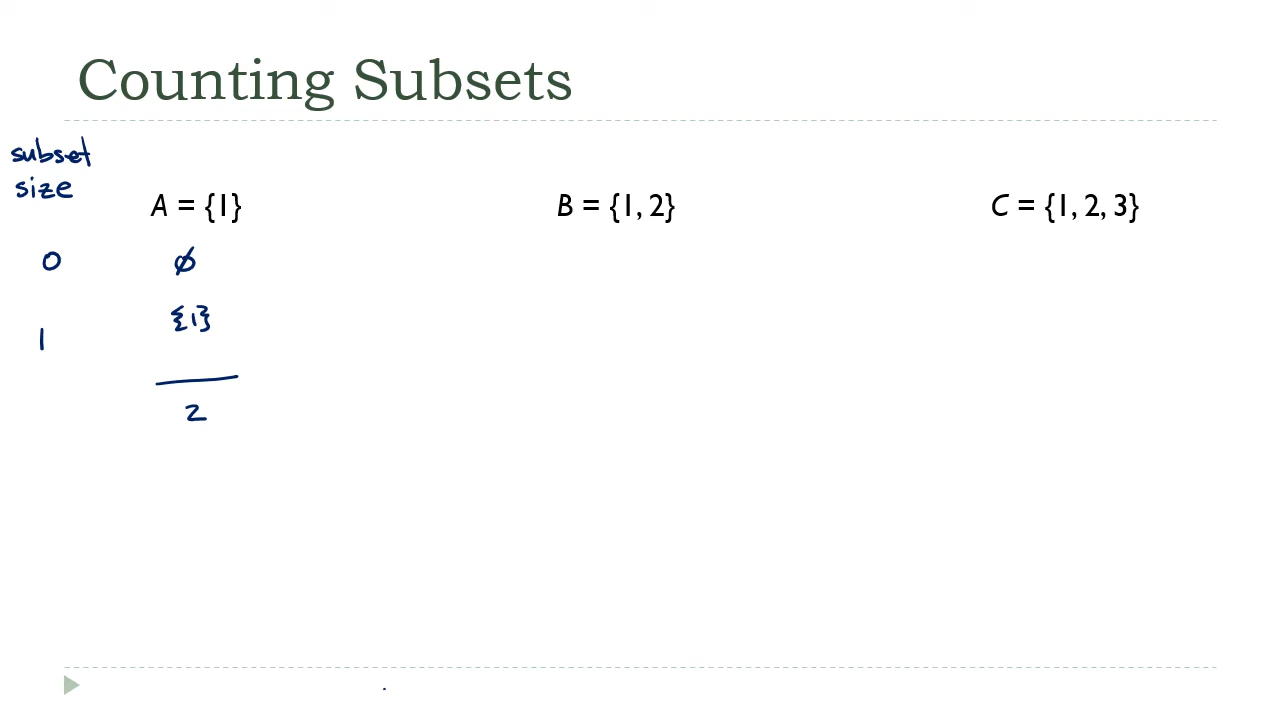 Counting Subsets
subset
size
A = {1}
B = {1, 2}
C = {1, 2, 3}
0 ∅
1 {1}
2